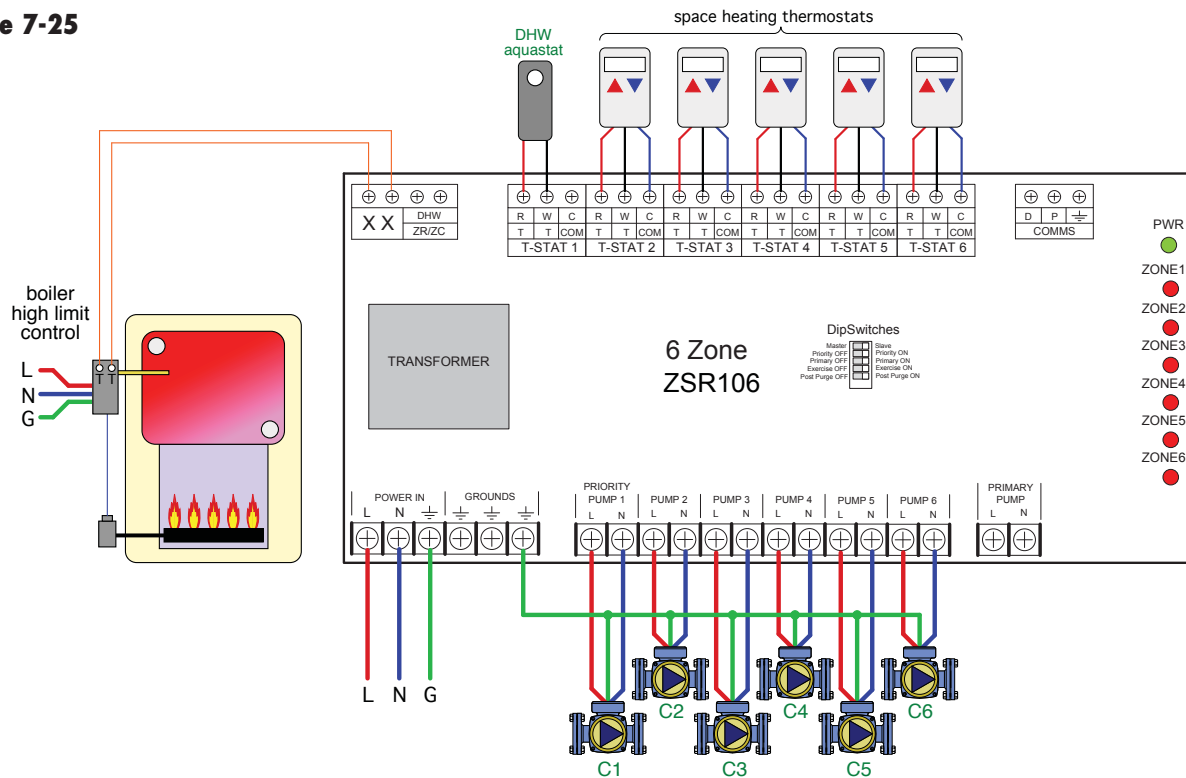 e 7-25
space heating thermostats
DHW
aquastat
X X
DHW
ZR/ZC
R W C R W C R W C R W C R W C R W C
T T COM T T COM T T COM T T COM T T COM T T COM
T-STAT 1 T-STAT 2 T-STAT 3 T-STAT 4 T-STAT 5 T-STAT 6
D P
COMMS
PWR
ZONE1
ZONE2
ZONE3
ZONE4
ZONE5
ZONE6
boiler
high limit
control
L
N
G
T T
TRANSFORMER
6 Zone
ZSR106
DipSwitches
Master Slave
Priority OFF Priority ON
Primary OFF Primary ON
Exercise OFF Exercise ON
Post Purge OFF Post Purge ON
POWER IN
L N
GROUNDS
PRIORITY
PUMP 1 PUMP 2 PUMP 3 PUMP 4 PUMP 5 PUMP 6
L N L N L N L N L N L N
PRIMARY
PUMP
L N
L N G
C2 C4 C6
C1 C3 C5